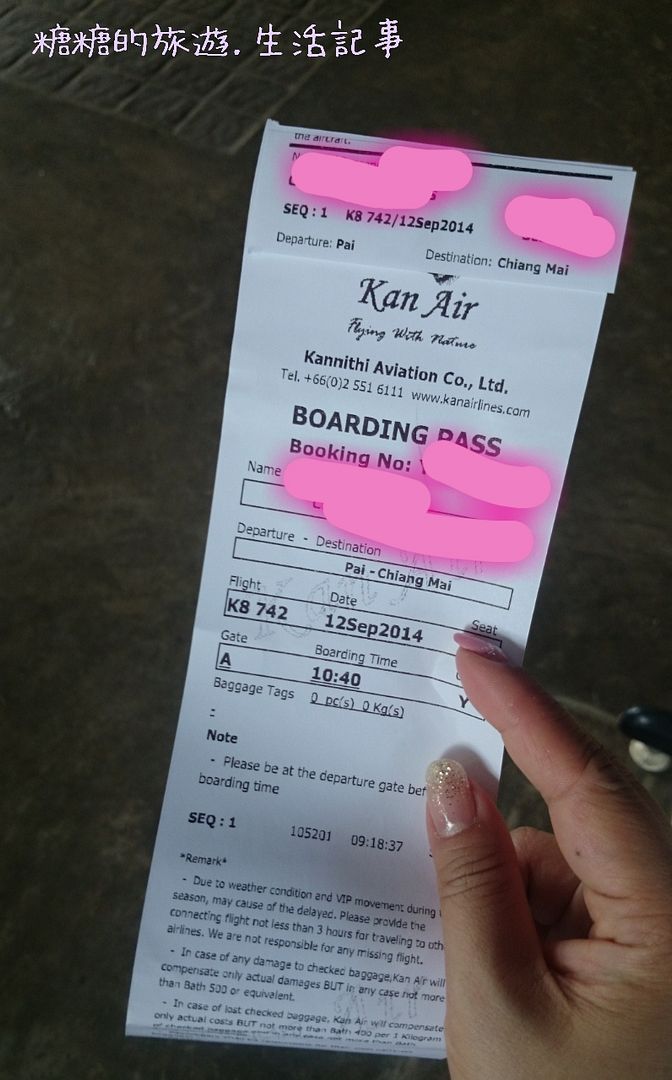 糖糖的旅遊.生活記事
the aircraft.
SEQ : 1 K8 742/12Sep2014
Departure: Pai
Destination: Chiang Mai
Kan Air
Flying With Nature
Kannithi Aviation Co., Ltd.
Tel. +66(0)2 551 6111 www.kanairlines.com
BOARDING PASS
Booking No:
Name
Departure - Destination
Pai - Chiang Mai
Flight Date Seat
K8 742 12Sep2014
Gate Boarding Time
A 10:40 Y
Baggage Tags 0 pc(s) 0 Kg(s)
:
Note
- Please be at the departure gate
boarding time
SEQ : 1 105201 09:18:37
*Remark*
- Due to weather condition and VIP movement during
season, may cause of the delayed. Please provide the
connecting flight not less than 3 hours for traveling to
airlines. We are not responsible for any missing flight.
- In case of any damage to checked baggage,Kan Air will
compensate only actual damages BUT in any case not more
than Bath 500 or equivalent.
- In case of lost checked baggage, Kan Air will compensate
only actual costs BUT not more than Bath 400 per 1 Kilogram